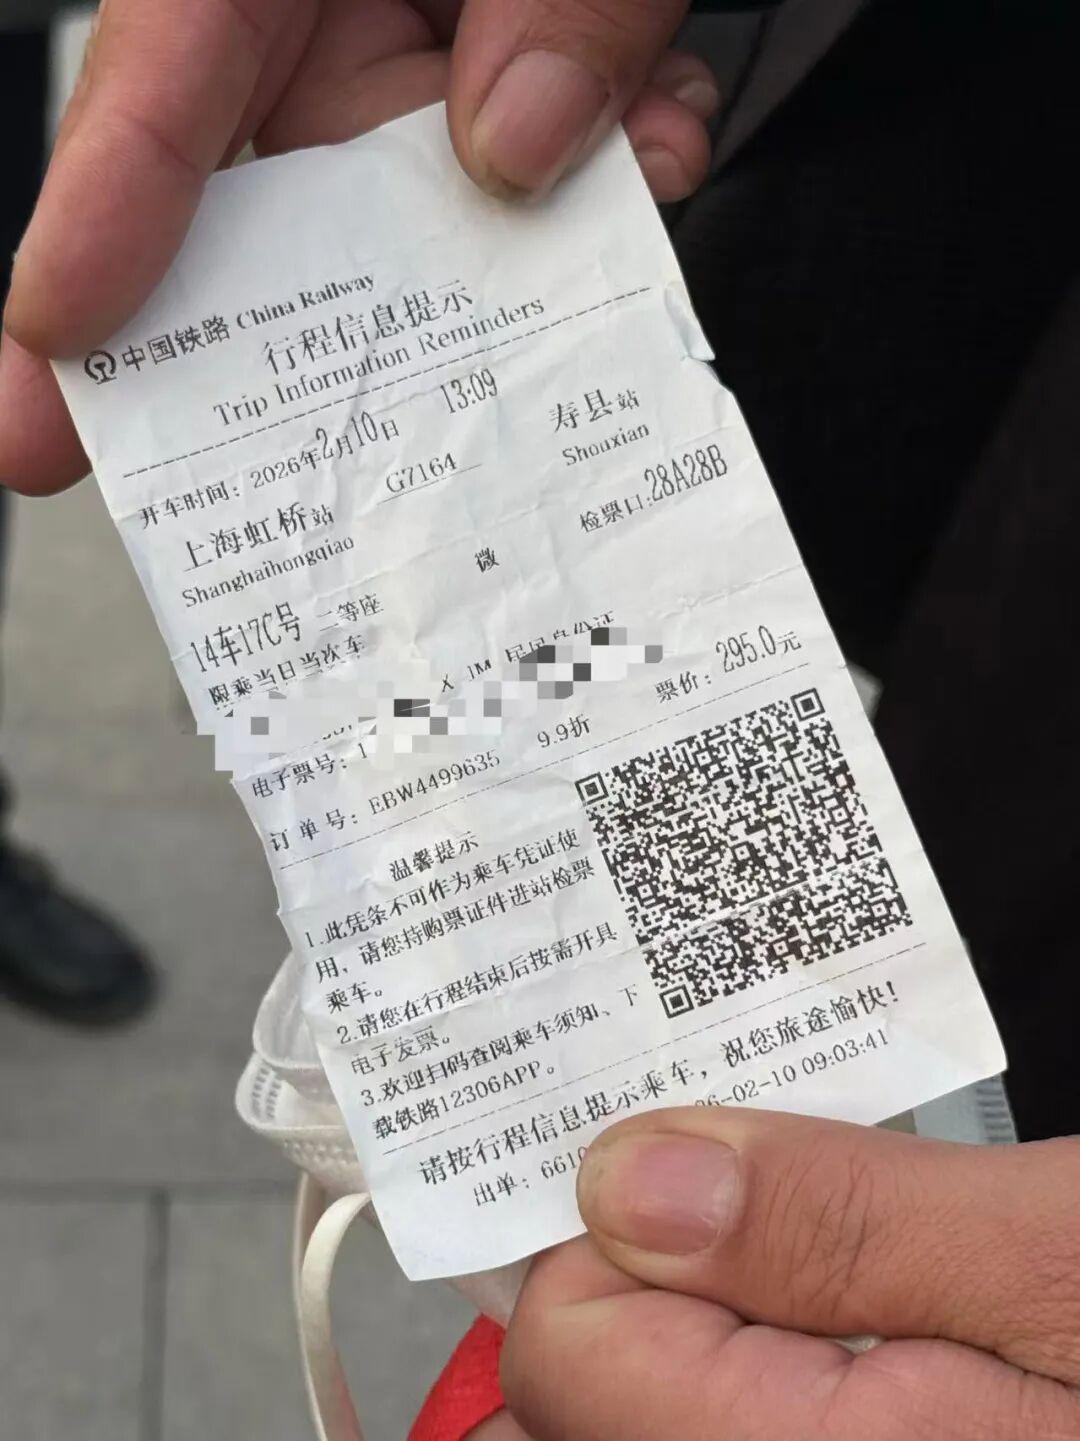 中国铁路 China Railway
行程信息提示
Trip Information Reminders
开车时间：2026年2月10日 13:09
上海虹桥站 G7164 寿县站
Shanghaihongqiao Shouxian
微 检票口:28A28B
14车17C号 二等座
限乘当日当次车 票价：295.0元
电子票号：1 9.9折
订单号：EBW4499635
温馨提示
1.此凭条不可作为乘车凭证使
用，请您持购票证件进站检票
乘车。
2.请您在行程结束后按需开具
电子发票。
3.欢迎扫码查阅乘车须知、下
载铁路12306APP。
请按行程信息提示乘车，祝您旅途愉快！
出单：6610 26-02-10 09:03:41